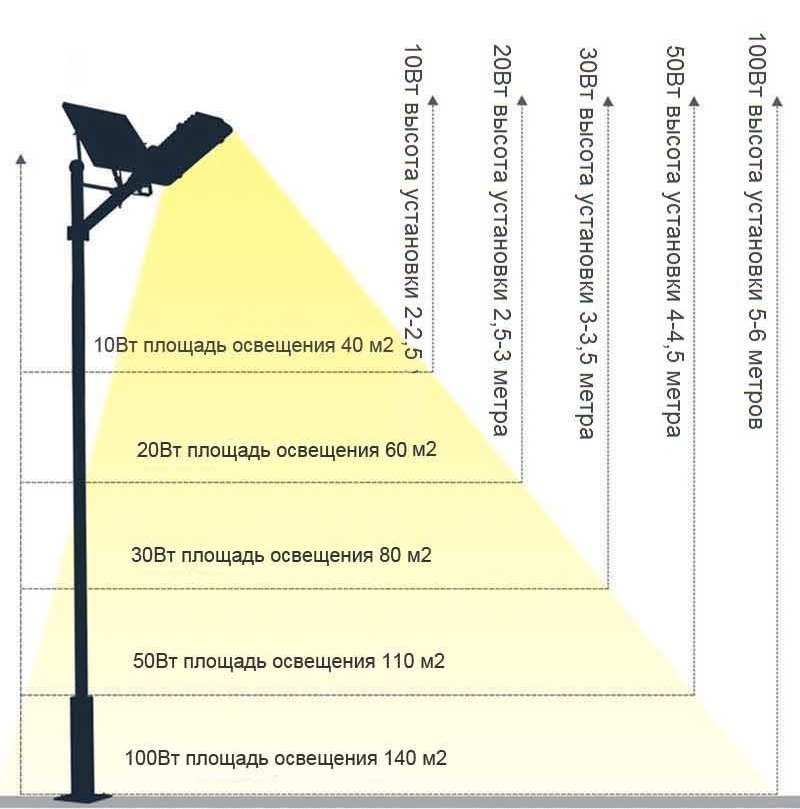 10Вт высота установки 2-2,5
20Вт высота установки 2,5-3 метра
30Вт высота установки 3-3,5 метра
50Вт высота установки 4-4,5 метра
100Вт высота установки 5-6 метров
10Вт площадь освещения 40 м2
20Вт площадь освещения 60 м2
30Вт площадь освещения 80 м2
50Вт площадь освещения 110 м2
100Вт площадь освещения 140 м2